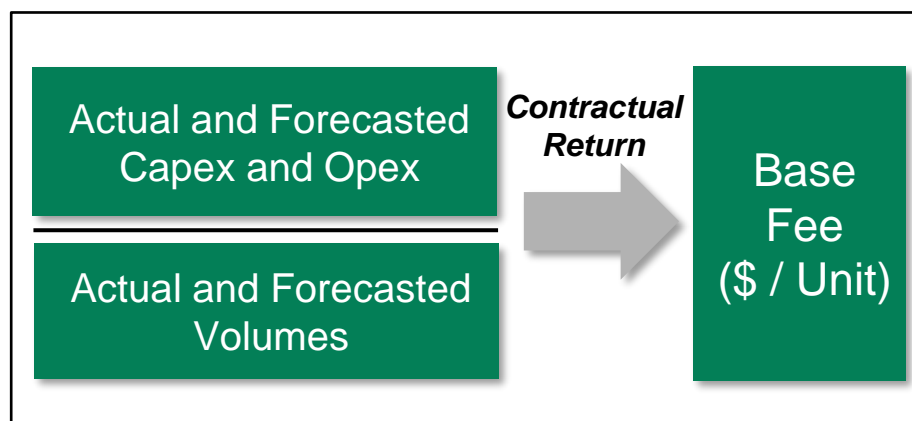 Actual and Forecasted
Capex and Opex
Contractual
Return
Base
Fee
($ / Unit)
Actual and Forecasted
Volumes